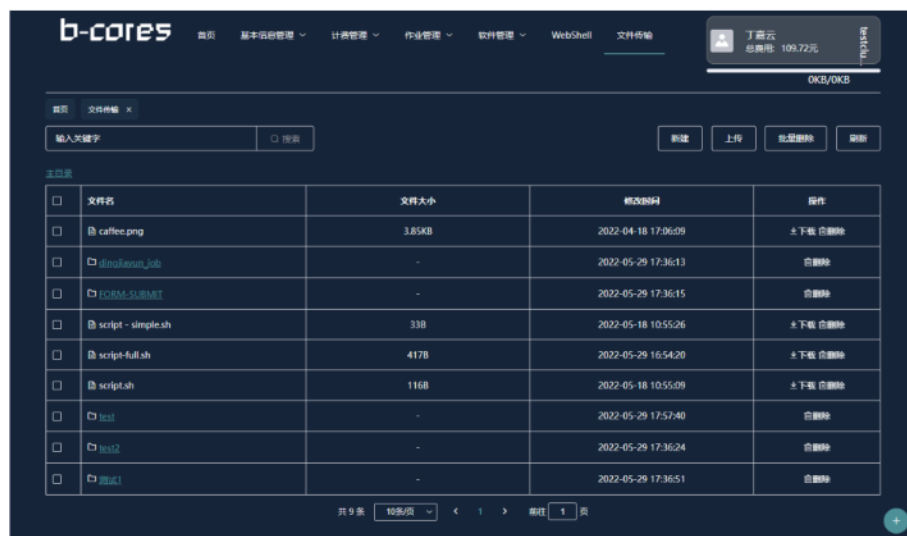 b-cores 首页 基本信息管理 计费管理 作业管理 软件管理 WebShell 文件传输
丁嘉云
总费用: 109.72元
testclu...
0KB/0KB
首页 文件传输 ×
输入关键字 搜索 新建 上传 批量删除 刷新
主目录
文件名 文件大小 修改时间 操作
caffee.png 3.85KB 2022-04-18 17:06:09 下载 删除
dingjiayun_job - 2022-05-29 17:36:13 删除
FORM-SUBMIT - 2022-05-29 17:36:15 删除
script - simple.sh 33B 2022-05-18 10:55:26 下载 删除
script-full.sh 417B 2022-05-29 16:54:20 下载 删除
script.sh 116B 2022-05-18 10:55:09 下载 删除
test - 2022-05-29 17:57:40 删除
test2 - 2022-05-29 17:36:24 删除
测试1 - 2022-05-29 17:36:51 删除
共 9 条 10条/页 < 1 > 前往 1 页
+